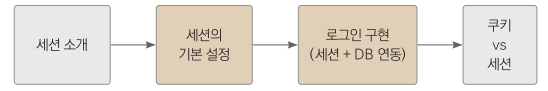 세션 소개
세션의
기본 설정
로그인 구현
(세션 + DB 연동)
쿠키
vs
세션